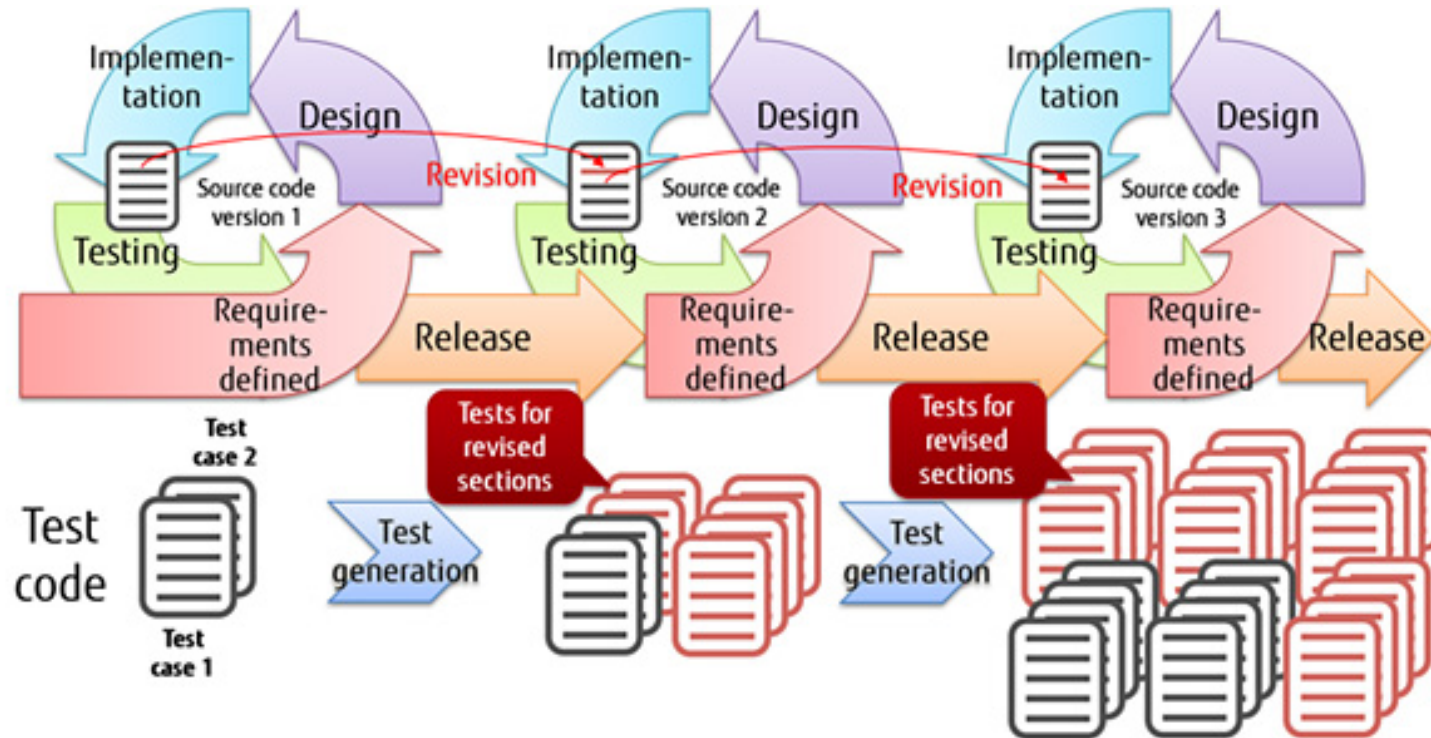 Implemen-
tation
Design
Source code
version 1
Testing
Require-
ments
defined
Revision
Release
Implemen-
tation
Design
Source code
version 2
Testing
Require-
ments
defined
Revision
Release
Implemen-
tation
Design
Source code
version 3
Testing
Require-
ments
defined
Release
Test
code
Test
case 2
Test
case 1
Test
generation
Tests for
revised
sections
Test
generation
Tests for
revised
sections